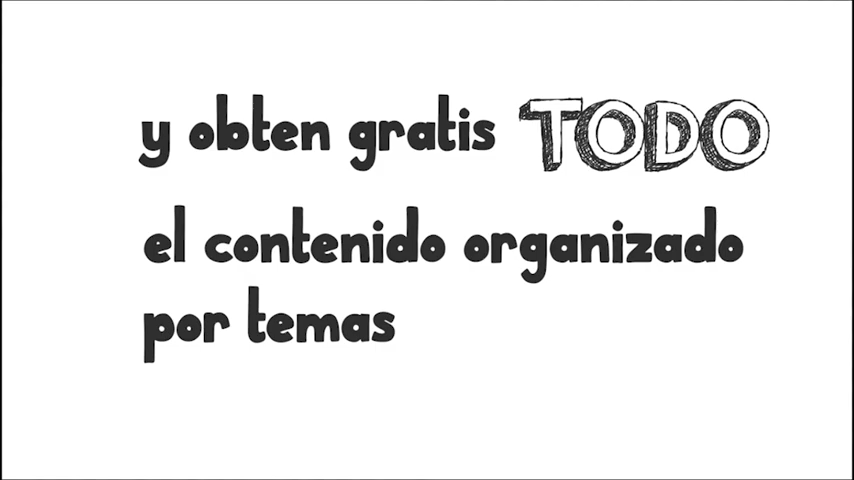 y obten gratis TODO
el contenido organizado
por temas